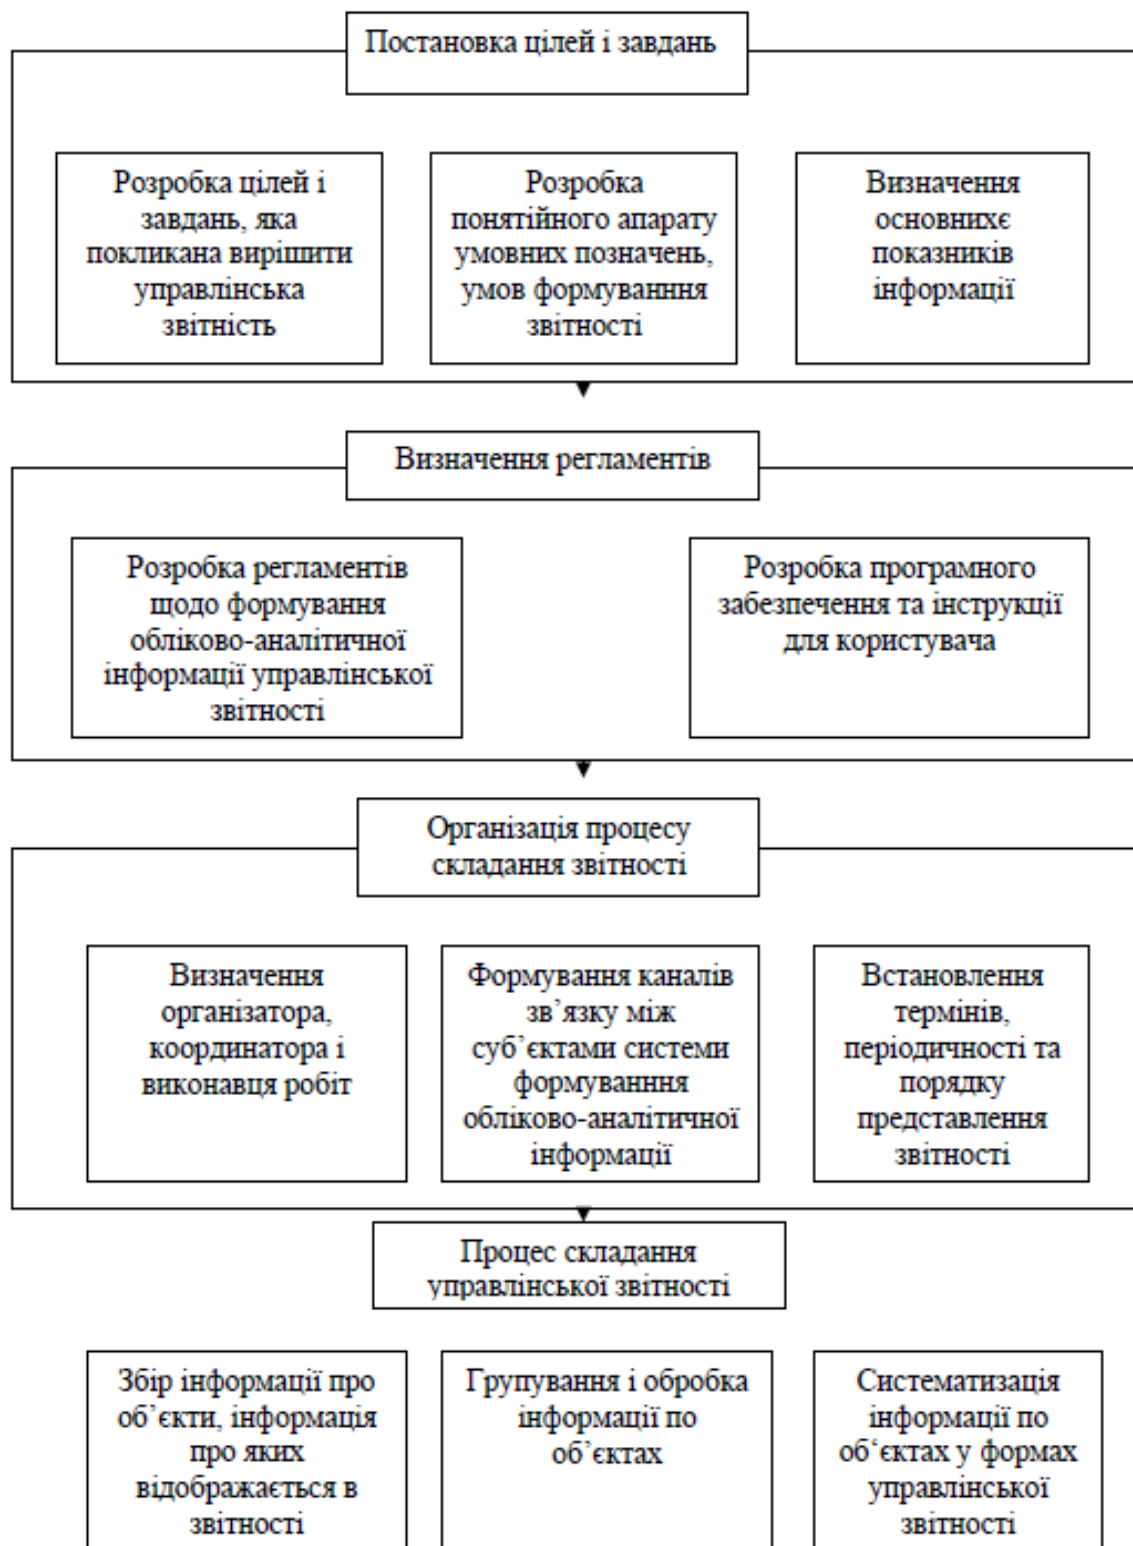 Постановка цілей і завдань
Розробка цілей і
завдань, яка
покликана вирішити
управлінська
звітність
Розробка
понятійного апарату
умовних позначень,
умов формуванння
звітності
Визначення
основнихє
показників
інформації
Визначення регламентів
Розробка регламентів
щодо формування
обліково-аналітичної
інформації управлінської
звітності
Розробка програмного
забезпечення та інструкції
для користувача
Організація процесу
складання звітності
Визначення
організатора,
координатора і
виконавця робіт
Формування каналів
зв’язку між
суб’єктами системи
формуванння
обліково-аналітичної
інформації
Встановлення
термінів,
періодичності та
порядку
представлення
звітності
Процес складання
управлінської звітності
Збір інформації про
об’єкти, інформація
про яких
відображається в
звітності
Групування і обробка
інформації по
об’єктах
Систематизація
інформації по
об‘єктах у формах
управлінської
звітності